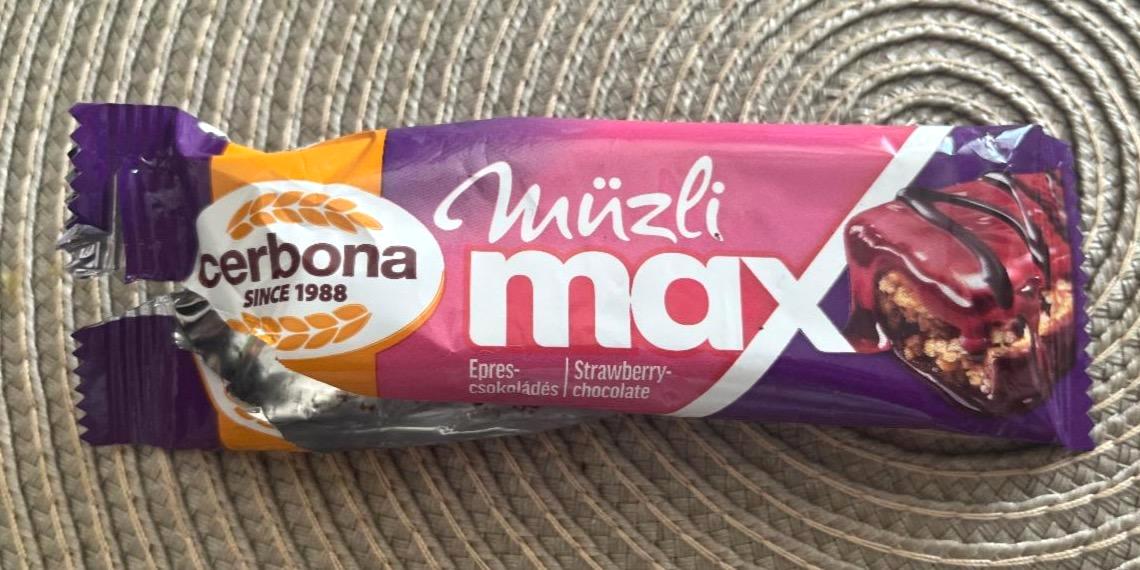 cerbona
SINCE 1988
Müzli
max
Epres-
csokoládés
Strawberry-
chocolate